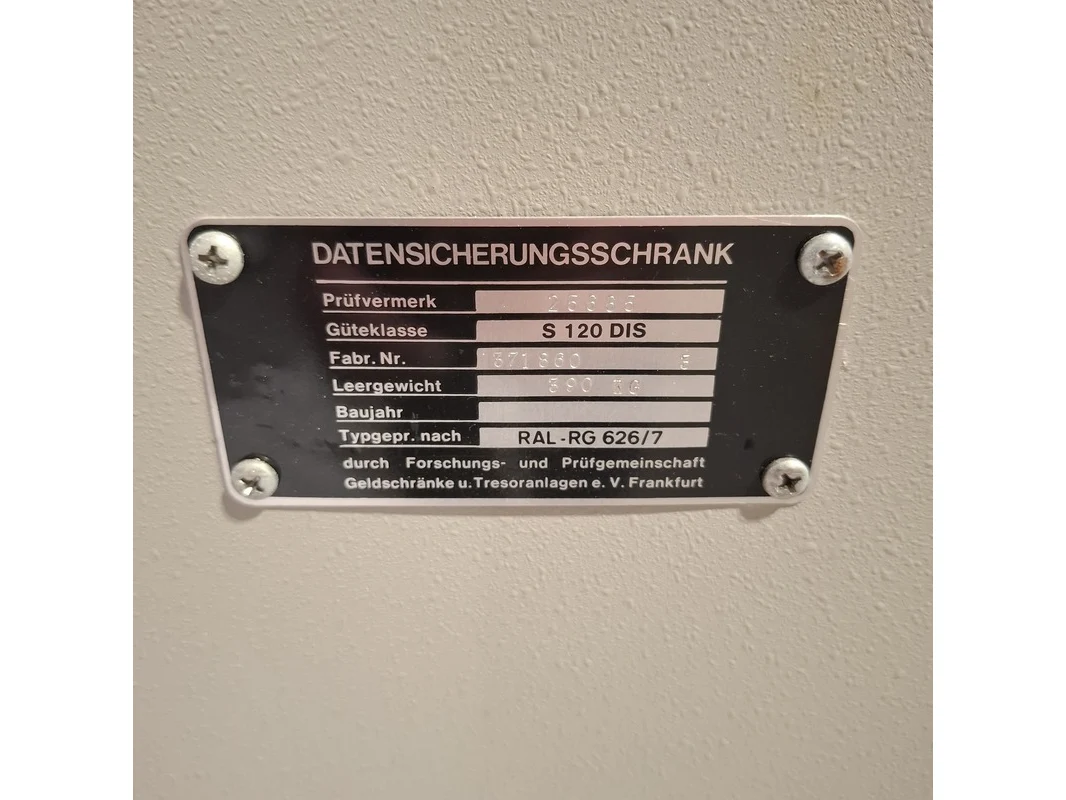 DATENSICHERUNGSSCHRANK
Prüfvermerk
Güteklasse S 120 DIS
Fabr. Nr.
Leergewicht KG
Baujahr
Typgepr. nach RAL-RG 626/7
durch Forschungs- und Prüfgemeinschaft
Geldschränke u. Tresoranlagen e. V. Frankfurt